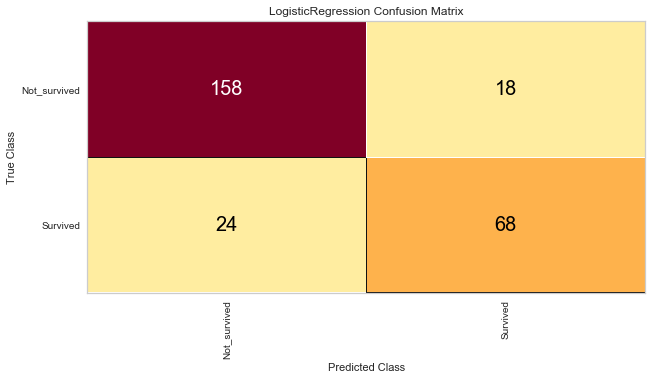 LogisticRegression Confusion Matrix
True Class
Not_survived
158
18
Survived
24
68
Not_survived
Survived
Predicted Class